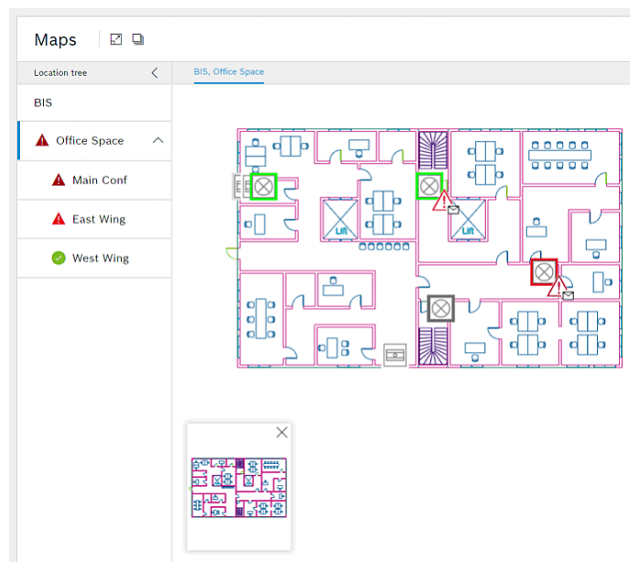 Maps
Location tree
BIS, Office Space
BIS
Office Space
Main Conf
East Wing
West Wing
Lift
Lift